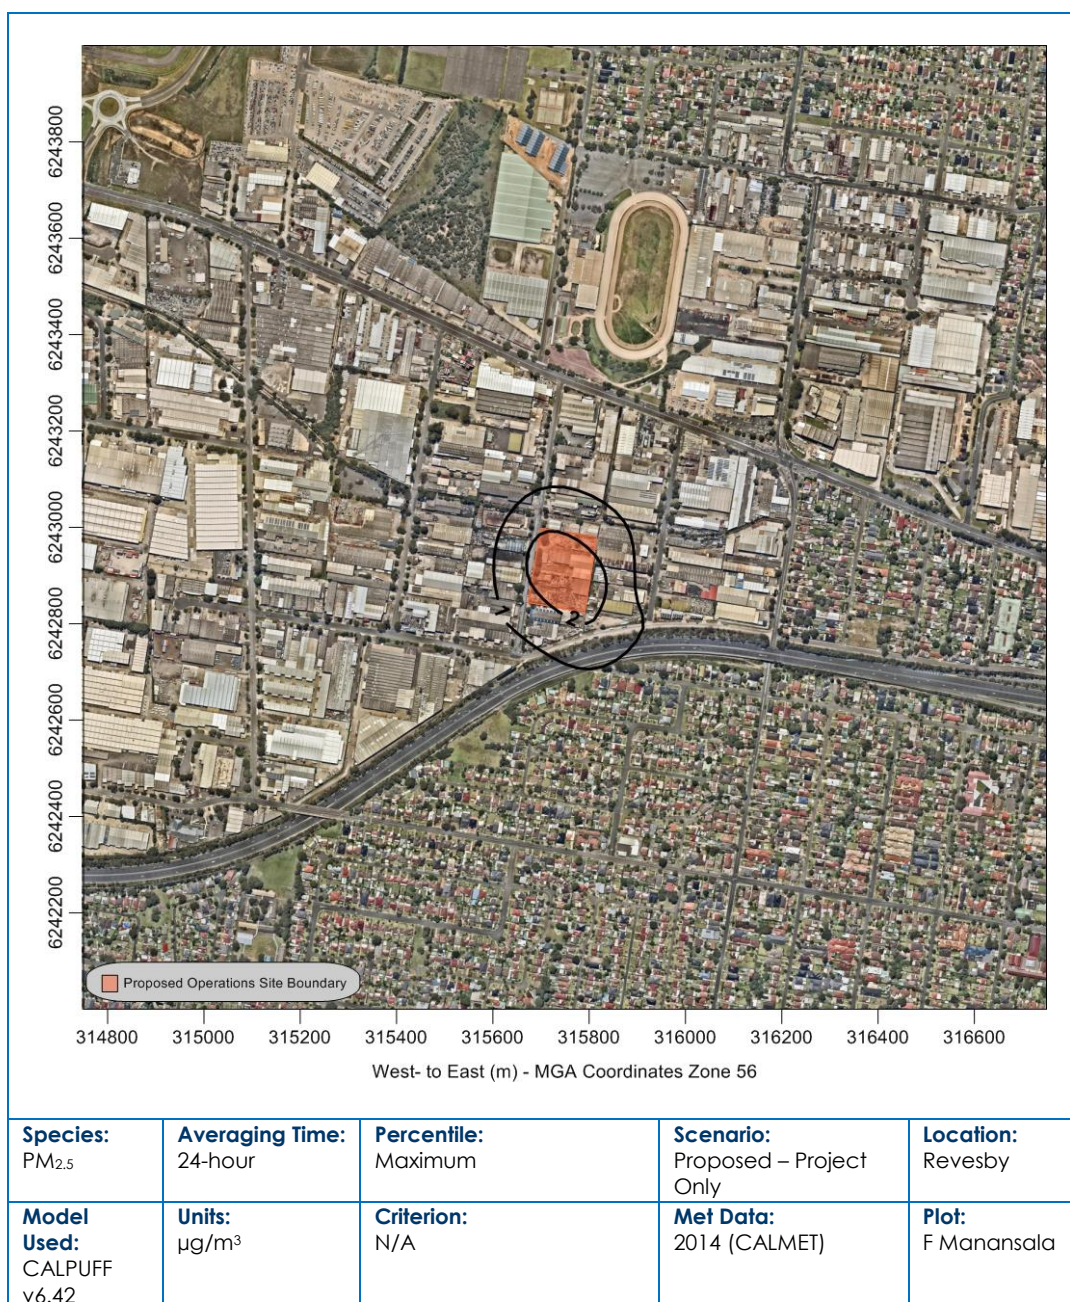 6243800
6243600
6243400
6243200
6243000
6242800
6242600
6242400
6242200
1
2
Proposed Operations Site Boundary
314800 315000 315200 315400 315600 315800 316000 316200 316400 316600
West- to East (m) - MGA Coordinates Zone 56
Species:
PM2.5
Averaging Time:
24-hour
Percentile:
Maximum
Scenario:
Proposed – Project
Only
Location:
Revesby
Model
Used:
CALPUFF
v6.42
Units:
µg/m³
Criterion:
N/A
Met Data:
2014 (CALMET)
Plot:
F Manansala